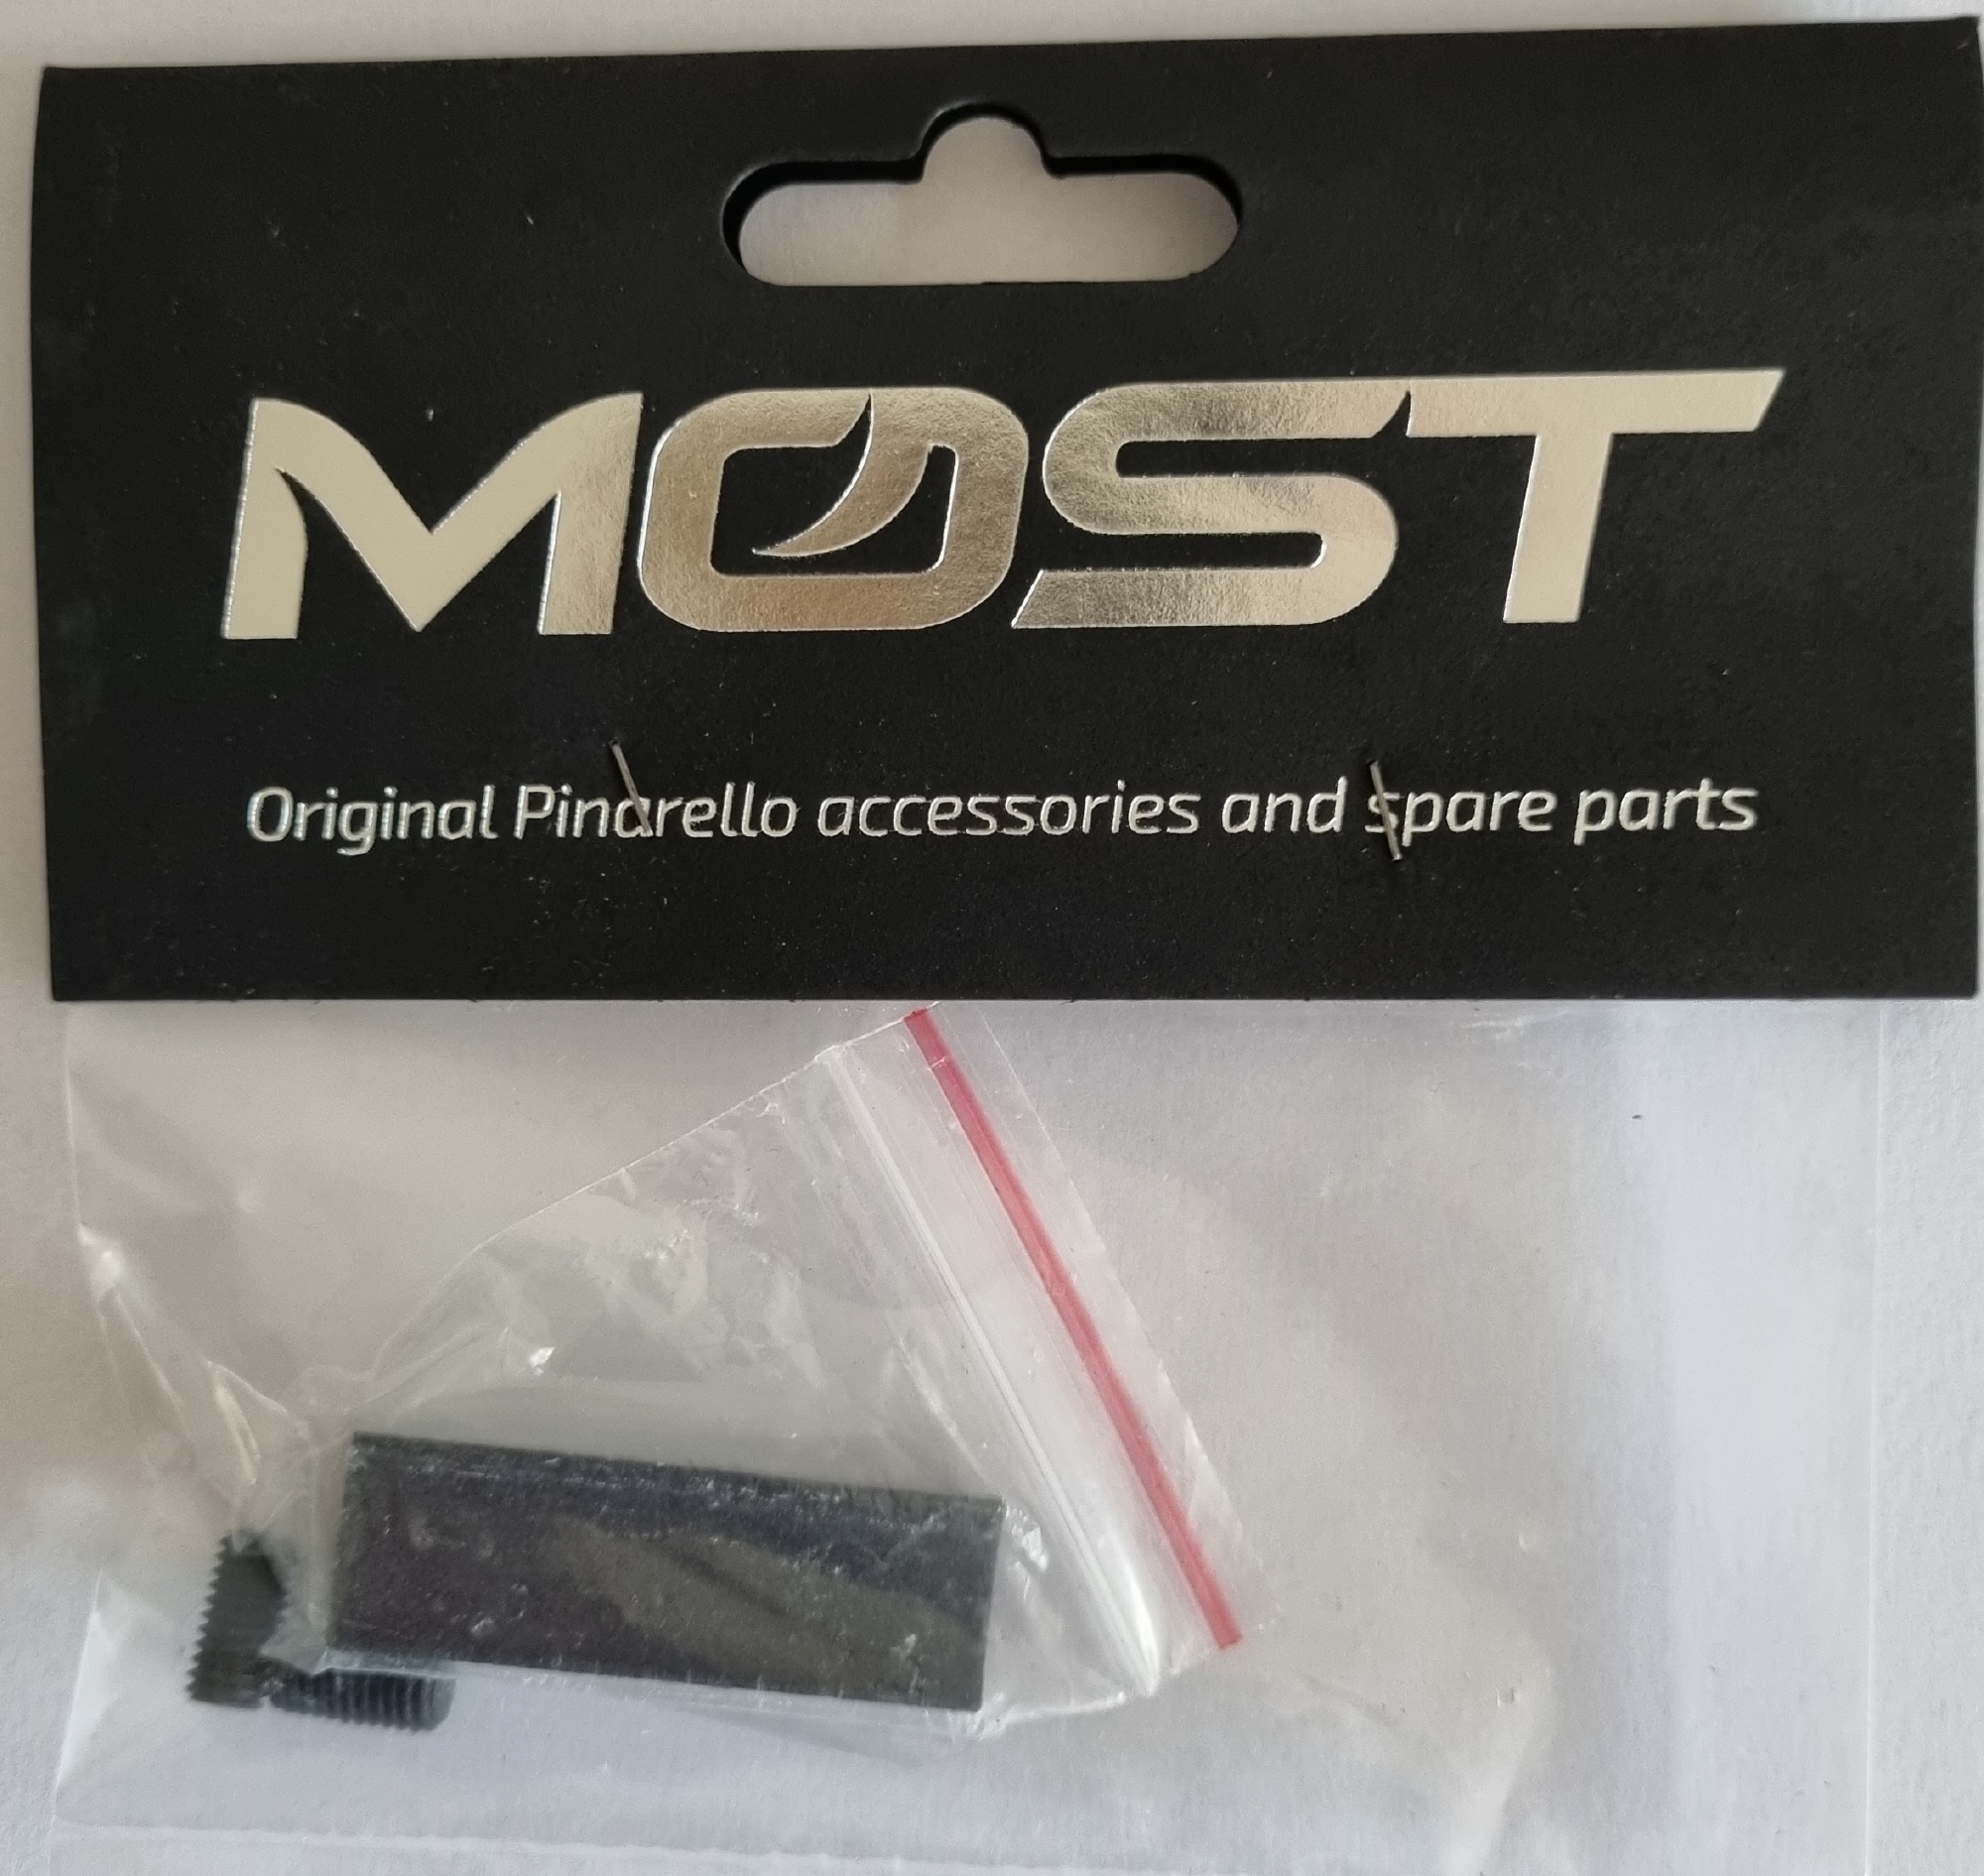 MOST
Original Pinarello accessories and spare parts